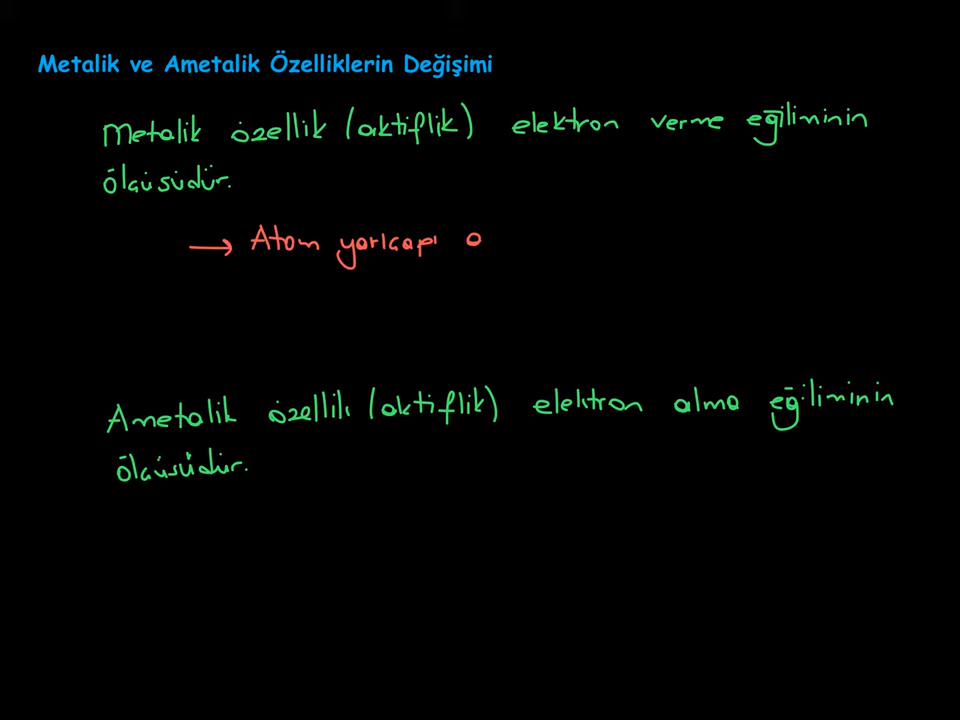 Metalik ve Ametalik Özelliklerin Değişimi
Metalik özellik (aktiflik) elektron verme eğiliminin
ölçüsüdür.
→ Atom yarıçapı o
Ametalik özellik (aktiflik) elektron alma eğiliminin
ölçüsüdür.